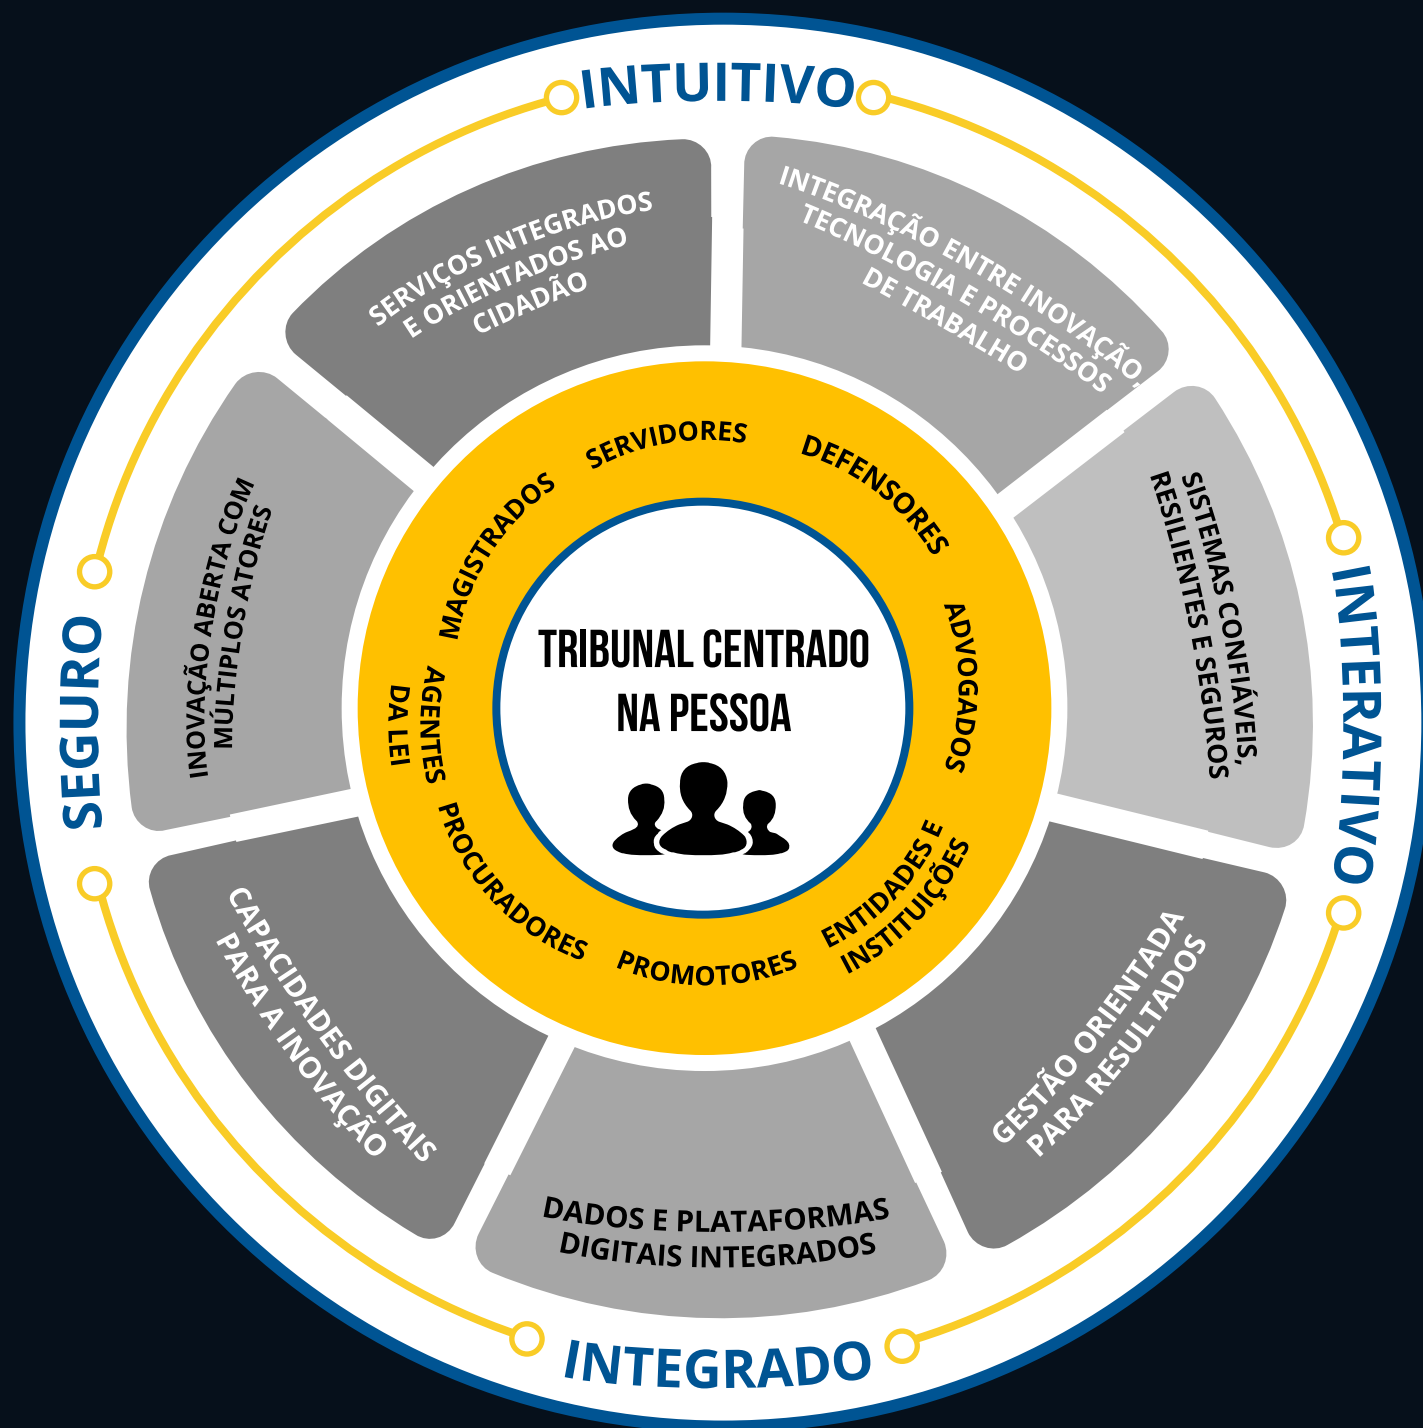 INTUITIVO
INTERATIVO
INTEGRADO
SEGURO
SERVIÇOS INTEGRADOS
E ORIENTADOS AO
CIDADÃO
INTEGRAÇÃO ENTRE INOVAÇÃO,
TECNOLOGIA E PROCESSOS
DE TRABALHO
SISTEMAS CONFIÁVEIS,
RESILIENTES E SEGUROS
GESTÃO ORIENTADA
PARA RESULTADOS
DADOS E PLATAFORMAS
DIGITAIS INTEGRADOS
CAPACIDADES DIGITAIS
PARA A INOVAÇÃO
INOVAÇÃO ABERTA COM
MÚLTIPLOS ATORES
SERVIDORES
DEFENSORES
ADVOGADOS
ENTIDADES E
INSTITUIÇÕES
PROMOTORES
PROCURADORES
AGENTES
DA LEI
MAGISTRADOS
TRIBUNAL CENTRADO
NA PESSOA